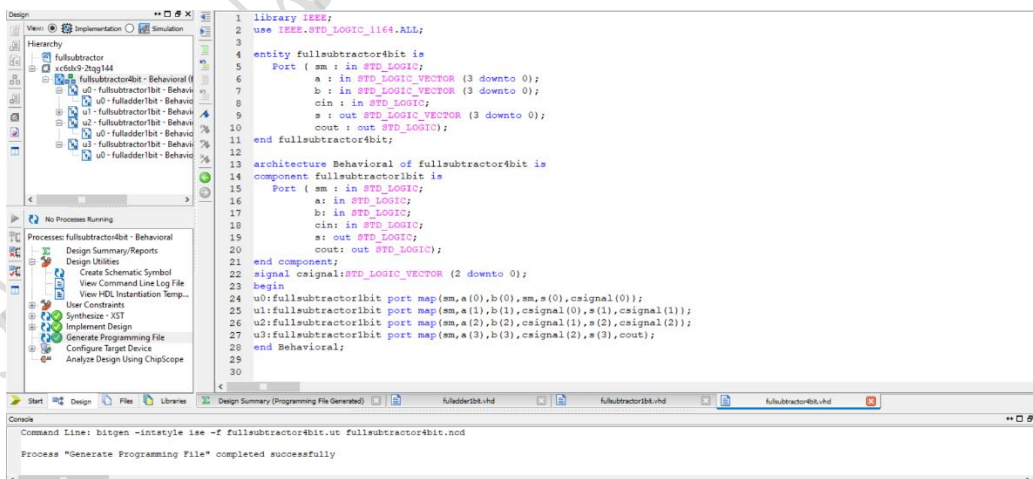 Design
View: Implementation Simulation
Hierarchy
fullsubtractor
xc6slx9-2tqg144
fullsubtractor4bit - Behavioral (f
u0 - fullsubtractor1bit - Behavi
u0 - fulladder1bit - Behavio
u1 - fullsubtractor1bit - Behavi
u2 - fullsubtractor1bit - Behavi
u0 - fulladder1bit - Behavio
u3 - fullsubtractor1bit - Behavi
u0 - fulladder1bit - Behavio
No Processes Running
Processes: fullsubtractor4bit - Behavioral
Design Summary/Reports
Design Utilities
Create Schematic Symbol
View Command Line Log File
View HDL Instantiation Temp...
User Constraints
Synthesize - XST
Implement Design
Generate Programming File
Configure Target Device
Analyze Design Using ChipScope
Start Design Files Libraries
1 library IEEE;
2 use IEEE.STD_LOGIC_1164.ALL;
3
4 entity fullsubtractor4bit is
5 Port ( sm : in STD_LOGIC;
6 a : in STD_LOGIC_VECTOR (3 downto 0);
7 b : in STD_LOGIC_VECTOR (3 downto 0);
8 cin : in STD_LOGIC;
9 s : out STD_LOGIC_VECTOR (3 downto 0);
10 cout : out STD_LOGIC);
11 end fullsubtractor4bit;
12
13 architecture Behavioral of fullsubtractor4bit is
14 component fullsubtractor1bit is
15 Port ( sm : in STD_LOGIC;
16 a: in STD_LOGIC;
17 b: in STD_LOGIC;
18 cin: in STD_LOGIC;
19 s: out STD_LOGIC;
20 cout: out STD_LOGIC);
21 end component;
22 signal csignal:STD_LOGIC_VECTOR (2 downto 0);
23 begin
24 u0:fullsubtractor1bit port map(sm,a(0),b(0),sm,s(0),csignal(0));
25 u1:fullsubtractor1bit port map(sm,a(1),b(1),csignal(0),s(1),csignal(1));
26 u2:fullsubtractor1bit port map(sm,a(2),b(2),csignal(1),s(2),csignal(2));
27 u3:fullsubtractor1bit port map(sm,a(3),b(3),csignal(2),s(3),cout);
28 end Behavioral;
29
30
Design Summary (Programming File Generated) fulladder1bit.vhd fullsubtractor1bit.vhd fullsubtractor4bit.vhd
Console
Command Line: bitgen -intstyle ise -f fullsubtractor4bit.ut fullsubtractor4bit.ncd
Process "Generate Programming File" completed successfully